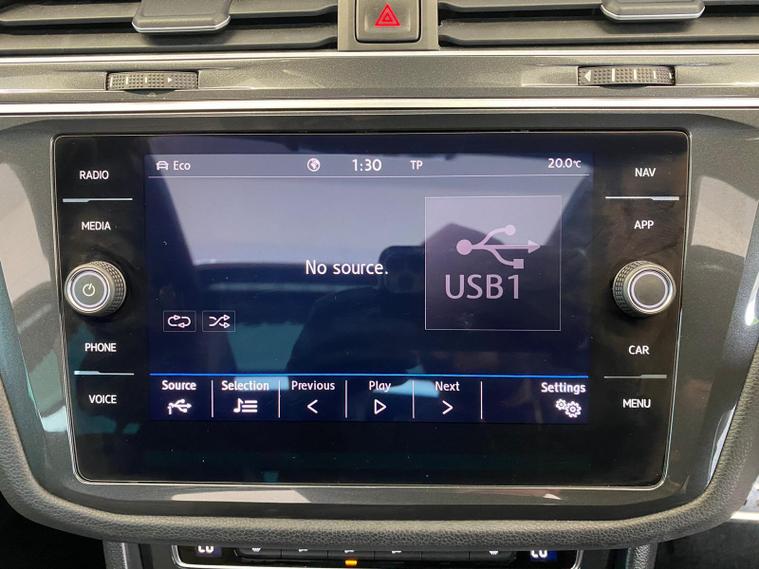 Eco 1:30 TP 20.0°C
RADIO
NAV
MEDIA
APP
No source.
USB1
PHONE
CAR
VOICE
MENU
Source Selection Previous Play Next Settings